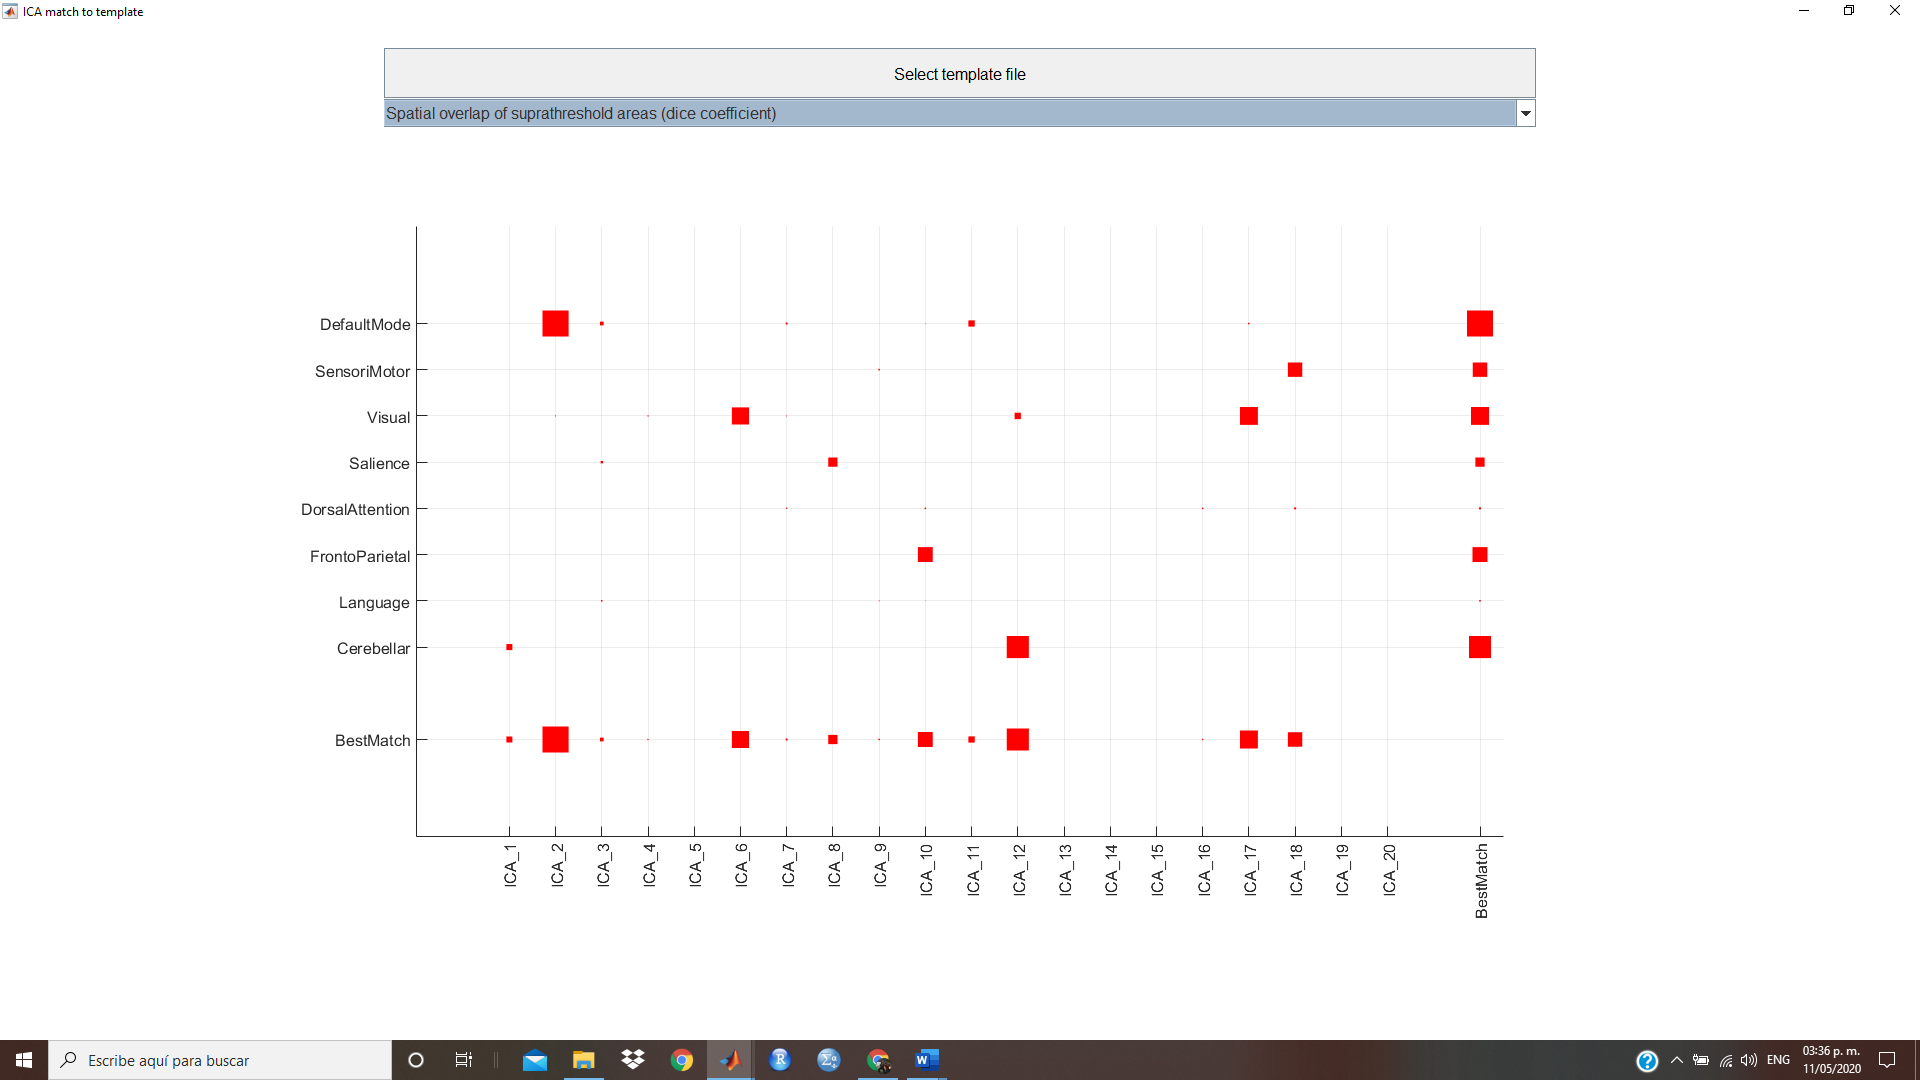 ICA match to template
Select template file
Spatial overlap of suprathreshold areas (dice coefficient)
DefaultMode
SensoriMotor
Visual
Salience
DorsalAttention
FrontoParietal
Language
Cerebellar
BestMatch
ICA_1
ICA_2
ICA_3
ICA_4
ICA_5
ICA_6
ICA_7
ICA_8
ICA_9
ICA_10
ICA_11
ICA_12
ICA_13
ICA_14
ICA_15
ICA_16
ICA_17
ICA_18
ICA_19
ICA_20
BestMatch
Escribe aquí para buscar
ENG
03:36 p. m.
11/05/2020